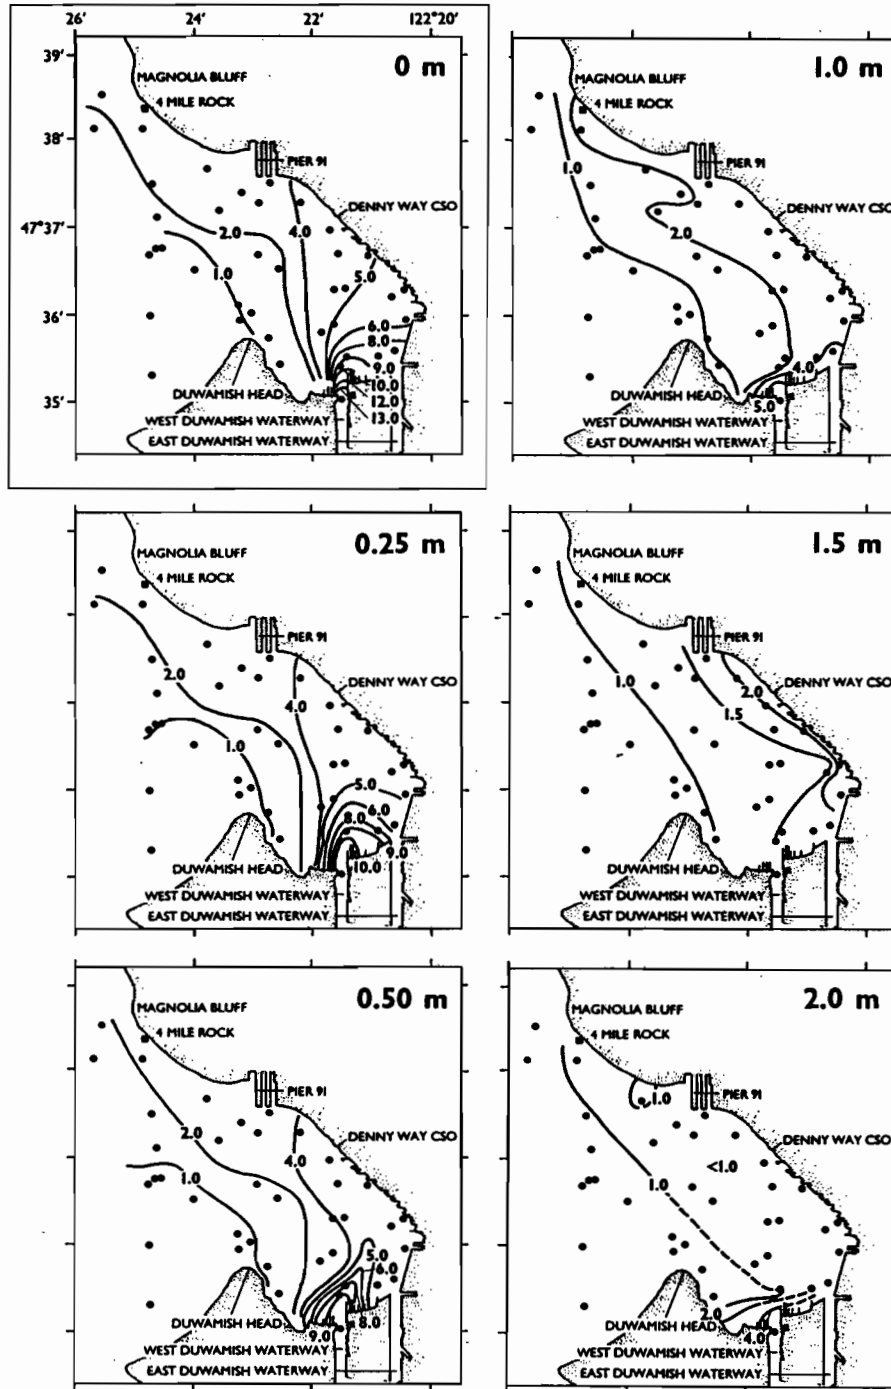 26' 24' 22' 122°20'
39'
0 m
MAGNOLIA BLUFF
4 MILE ROCK
38'
PIER 91
DENNY WAY CSO
47°37'
2.0
4.0
1.0
5.0
36'
6.0
8.0
9.0
10.0
12.0
13.0
DUWAMISH HEAD
35'
WEST DUWAMISH WATERWAY
EAST DUWAMISH WATERWAY
1.0 m
MAGNOLIA BLUFF
4 MILE ROCK
1.0
PIER 91
DENNY WAY CSO
2.0
4.0
DUWAMISH HEAD
5.0
WEST DUWAMISH WATERWAY
EAST DUWAMISH WATERWAY
0.25 m
MAGNOLIA BLUFF
4 MILE ROCK
PIER 91
2.0
DENNY WAY CSO
4.0
1.0
5.0
6.0
8.0
9.0
10.0
DUWAMISH HEAD
WEST DUWAMISH WATERWAY
EAST DUWAMISH WATERWAY
1.5 m
MAGNOLIA BLUFF
4 MILE ROCK
PIER 91
1.0
2.0
DENNY WAY CSO
1.5
DUWAMISH HEAD
WEST DUWAMISH WATERWAY
EAST DUWAMISH WATERWAY
0.50 m
MAGNOLIA BLUFF
4 MILE ROCK
PIER 91
2.0
DENNY WAY CSO
4.0
1.0
5.0
6.0
DUWAMISH HEAD
8.0
9.0
WEST DUWAMISH WATERWAY
EAST DUWAMISH WATERWAY
2.0 m
MAGNOLIA BLUFF
4 MILE ROCK
1.0
PIER 91
DENNY WAY CSO
<1.0
1.0
2.0
DUWAMISH HEAD
4.0
WEST DUWAMISH WATERWAY
EAST DUWAMISH WATERWAY